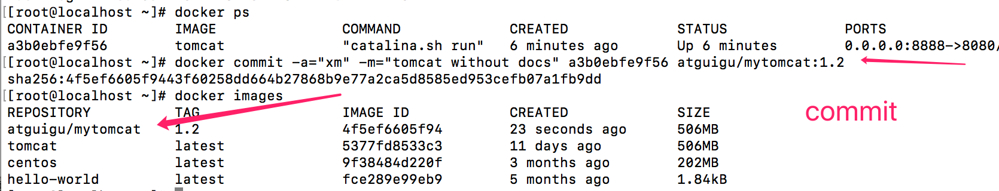 [[root@localhost ~]# docker ps
CONTAINER ID IMAGE COMMAND CREATED STATUS PORTS
a3b0ebfe9f56 tomcat "catalina.sh run" 6 minutes ago Up 6 minutes 0.0.0.0:8888->8080/
[[root@localhost ~]# docker commit -a="xm" -m="tomcat without docs" a3b0ebfe9f56 atguigu/mytomcat:1.2
sha256:4f5ef6605f9443f60258dd664b27868b9e77a2ca5d8585ed953cefb07a1fb9dd
[[root@localhost ~]# docker images
REPOSITORY TAG IMAGE ID CREATED SIZE
commit
atguigu/mytomcat 1.2 4f5ef6605f94 23 seconds ago 506MB
tomcat latest 5377fd8533c3 11 days ago 506MB
centos latest 9f38484d220f 3 months ago 202MB
hello-world latest fce289e99eb9 5 months ago 1.84kB